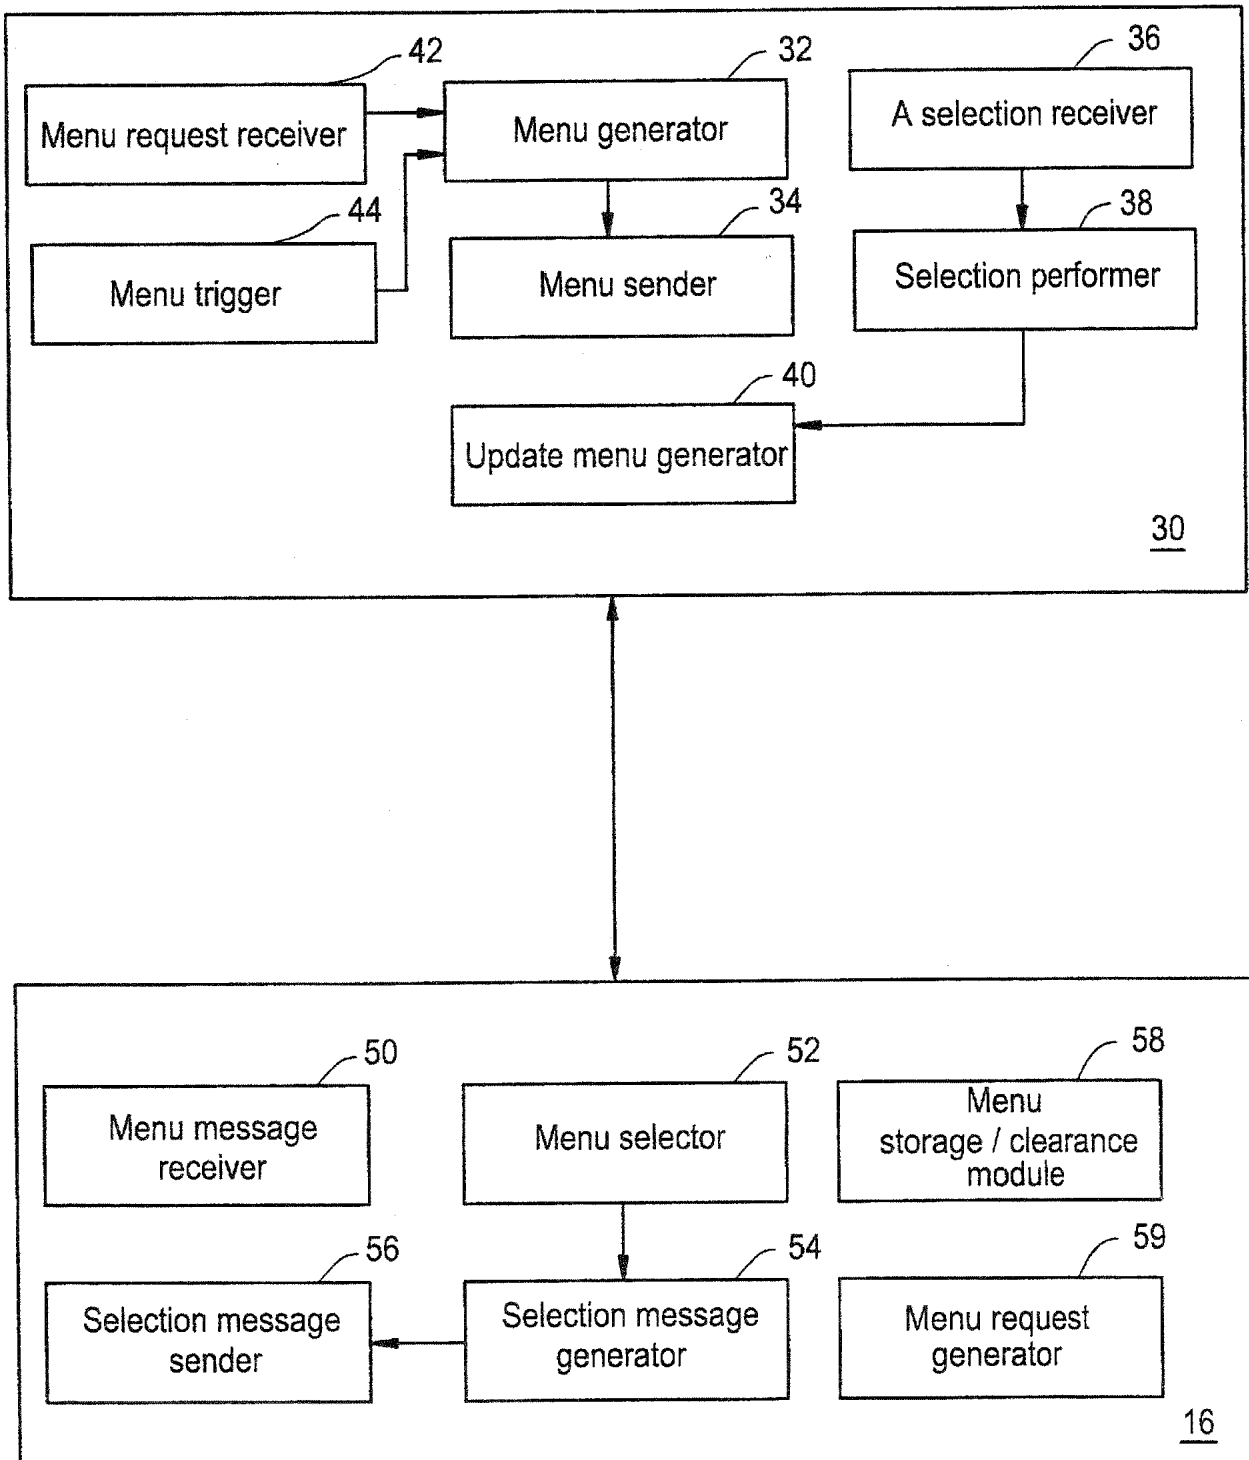 42
32
36
Menu request receiver
Menu generator
A selection receiver
44
34
38
Menu trigger
Menu sender
Selection performer
40
Update menu generator
30
50
52
58
Menu message
receiver
Menu selector
Menu
storage / clearance
module
56
54
59
Selection message
sender
Selection message
generator
Menu request
generator
16